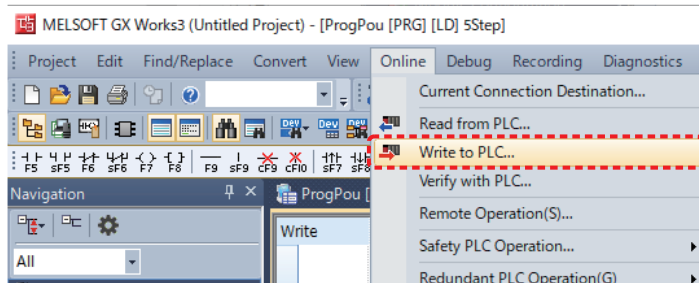 MELSOFT GX Works3 (Untitled Project) - [ProgPou [PRG] [LD] 5Step]
Project Edit Find/Replace Convert View Online Debug Recording Diagnostics
Current Connection Destination...
Read from PLC...
Write to PLC...
F5 sF5 F6 sF6 F7 F8 F9 sF9 cF9 cF10 sF7 sF8
Verify with PLC...
Navigation
ProgPou [
Remote Operation(S)...
Write
Safety PLC Operation...
All
Redundant PLC Operation(G)